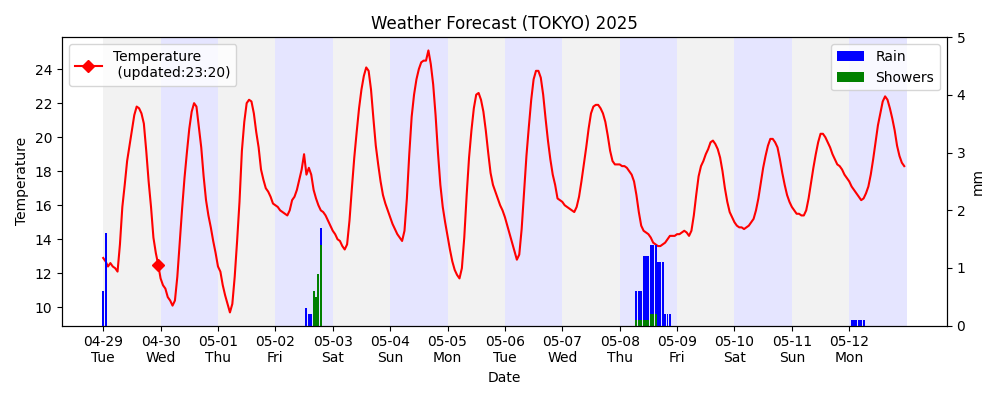 Weather Forecast (TOKYO) 2025
Temperature
(updated:23:20)
Rain
Showers
Temperature
24
22
20
18
16
14
12
10
5
4
3
2
1
0
mm
04-29 04-30 05-01 05-02 05-03 05-04 05-05 05-06 05-07 05-08 05-09 05-10 05-11 05-12
Tue Wed Thu Fri Sat Sun Mon Tue Wed Thu Fri Sat Sun Mon
Date